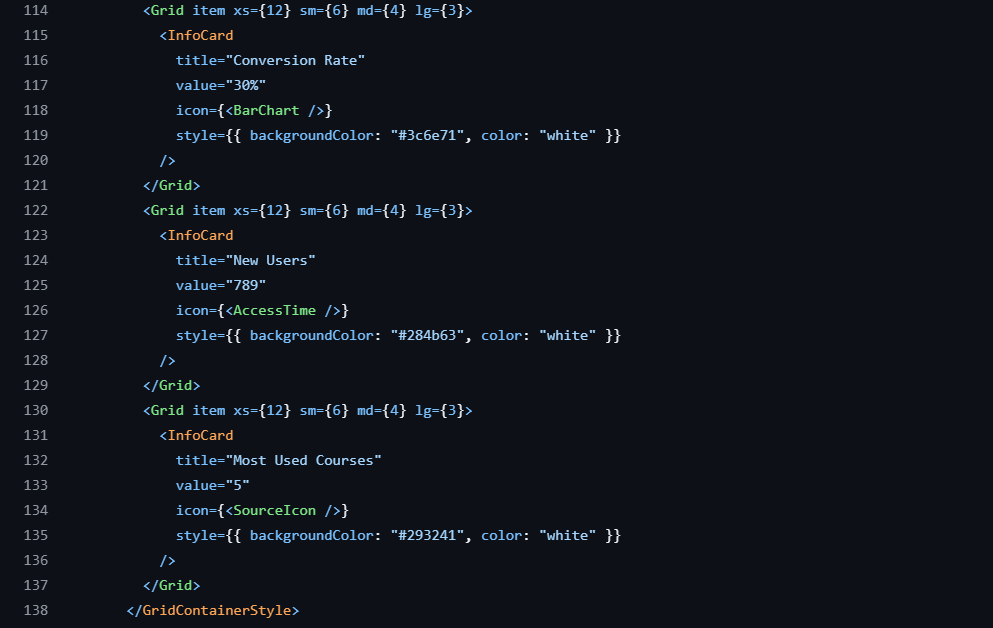 114          <Grid item xs={12} sm={6} md={4} lg={3}>
115            <InfoCard
116              title="Conversion Rate"
117              value="30%"
118              icon={<BarChart />}
119              style={{ backgroundColor: "#3c6e71", color: "white" }}
120            />
121          </Grid>
122          <Grid item xs={12} sm={6} md={4} lg={3}>
123            <InfoCard
124              title="New Users"
125              value="789"
126              icon={<AccessTime />}
127              style={{ backgroundColor: "#284b63", color: "white" }}
128            />
129          </Grid>
130          <Grid item xs={12} sm={6} md={4} lg={3}>
131            <InfoCard
132              title="Most Used Courses"
133              value="5"
134              icon={<SourceIcon />}
135              style={{ backgroundColor: "#293241", color: "white" }}
136            />
137          </Grid>
138        </GridContainerStyle>